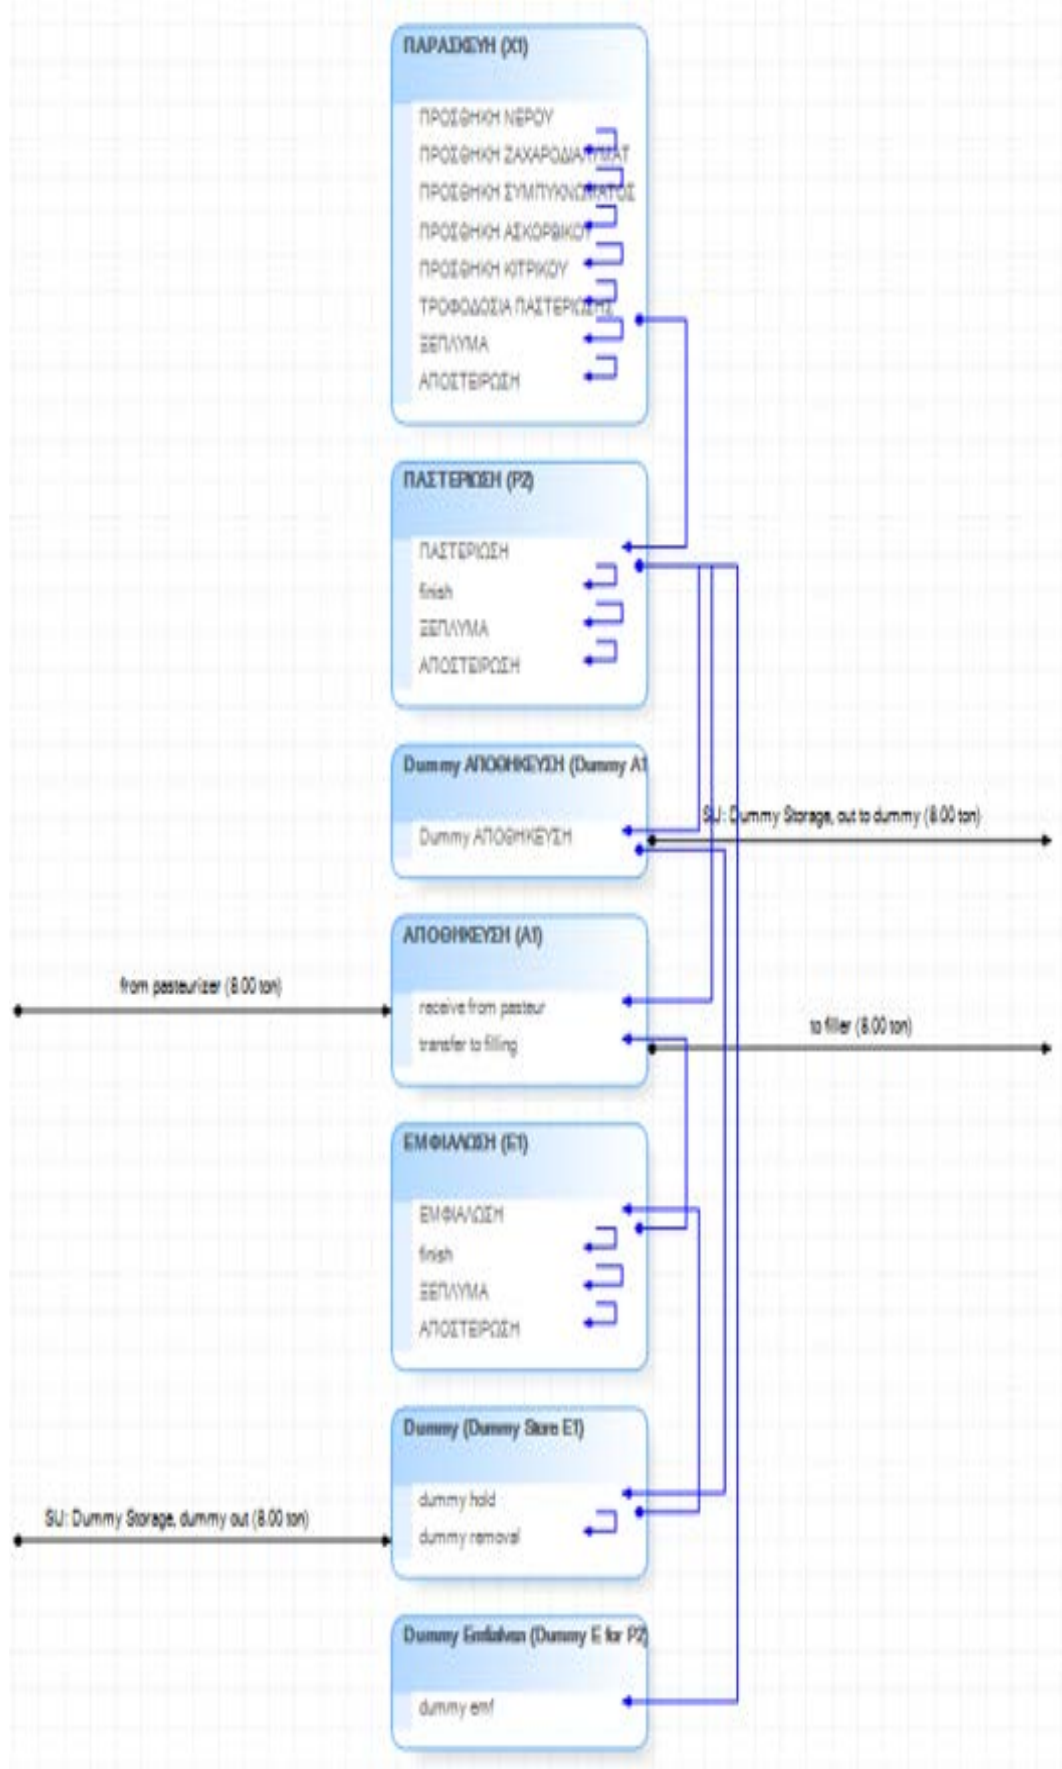 ΠΑΡΑΣΚΕΥΗ (X1)
ΠΡΟΣΘΗΚΗ ΝΕΡΟΥ
ΠΡΟΣΘΗΚΗ ΖΑΧΑΡΟΔΙΑΛΥΜΑΤ
ΠΡΟΣΘΗΚΗ ΣΥΜΠΥΚΝΩΜΑΤΟΣ
ΠΡΟΣΘΗΚΗ ΑΣΚΟΡΒΙΚΟΥ
ΠΡΟΣΘΗΚΗ ΚΙΤΡΙΚΟΥ
ΤΡΟΦΟΔΟΣΙΑ ΠΑΣΤΕΡΙΩΣΗΣ
ΞΕΠΛΥΜΑ
ΑΠΟΣΤΕΙΡΩΣΗ
ΠΑΣΤΕΡΙΩΣΗ (P2)
ΠΑΣΤΕΡΙΩΣΗ
finish
ΞΕΠΛΥΜΑ
ΑΠΟΣΤΕΙΡΩΣΗ
Dummy ΑΠΟΘΗΚΕΥΣΗ (Dummy A1
Dummy ΑΠΟΘΗΚΕΥΣΗ
SU: Dummy Storage, out to dummy (8.00 ton)
ΑΠΟΘΗΚΕΥΣΗ (A1)
from pasteurizer (8.00 ton)
receive from pasteur
transfer to filling
to filler (8.00 ton)
ΕΜΦΙΑΛΩΣΗ (E1)
ΕΜΦΙΑΛΩΣΗ
finish
ΞΕΠΛΥΜΑ
ΑΠΟΣΤΕΙΡΩΣΗ
Dummy (Dummy Store E1)
dummy hold
dummy removal
SU: Dummy Storage, dummy out (8.00 ton)
Dummy Emfialvsn (Dummy E for P2)
dummy emf